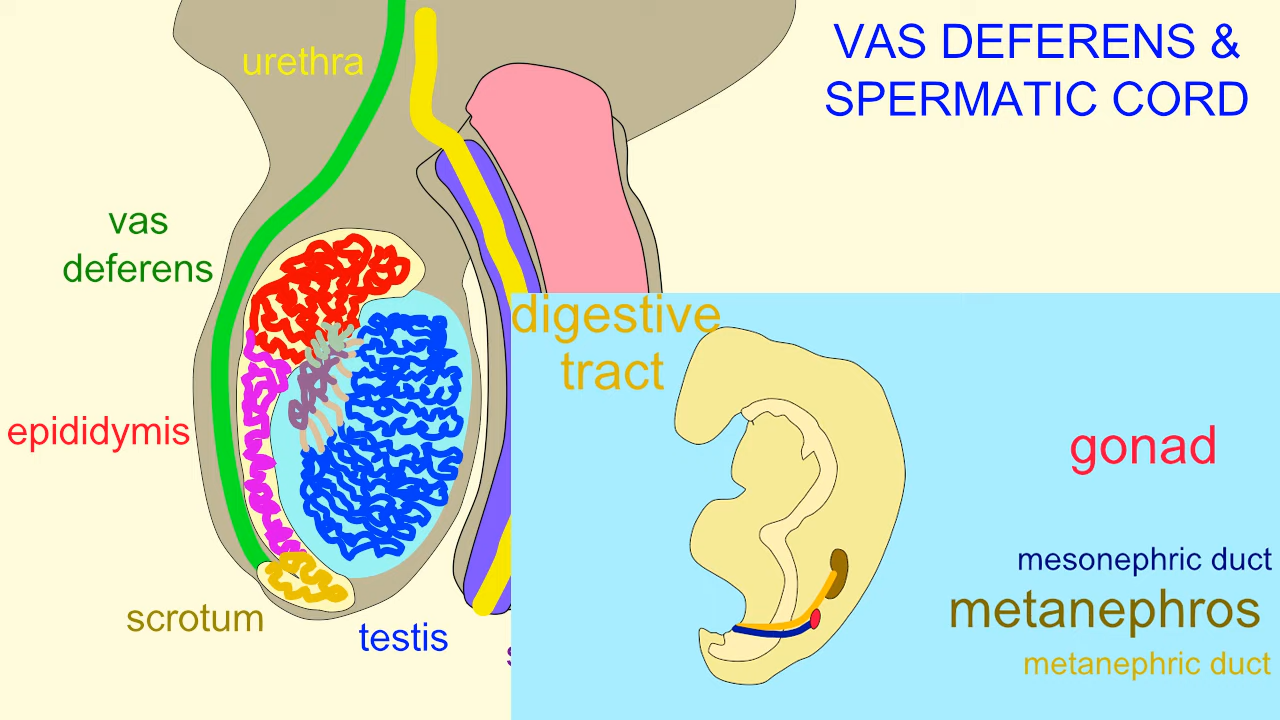 VAS DEFERENS &
SPERMATIC CORD
urethra
vas
deferens
digestive
tract
epididymis
gonad
mesonephric duct
metanephros
scrotum
testis
metanephric duct